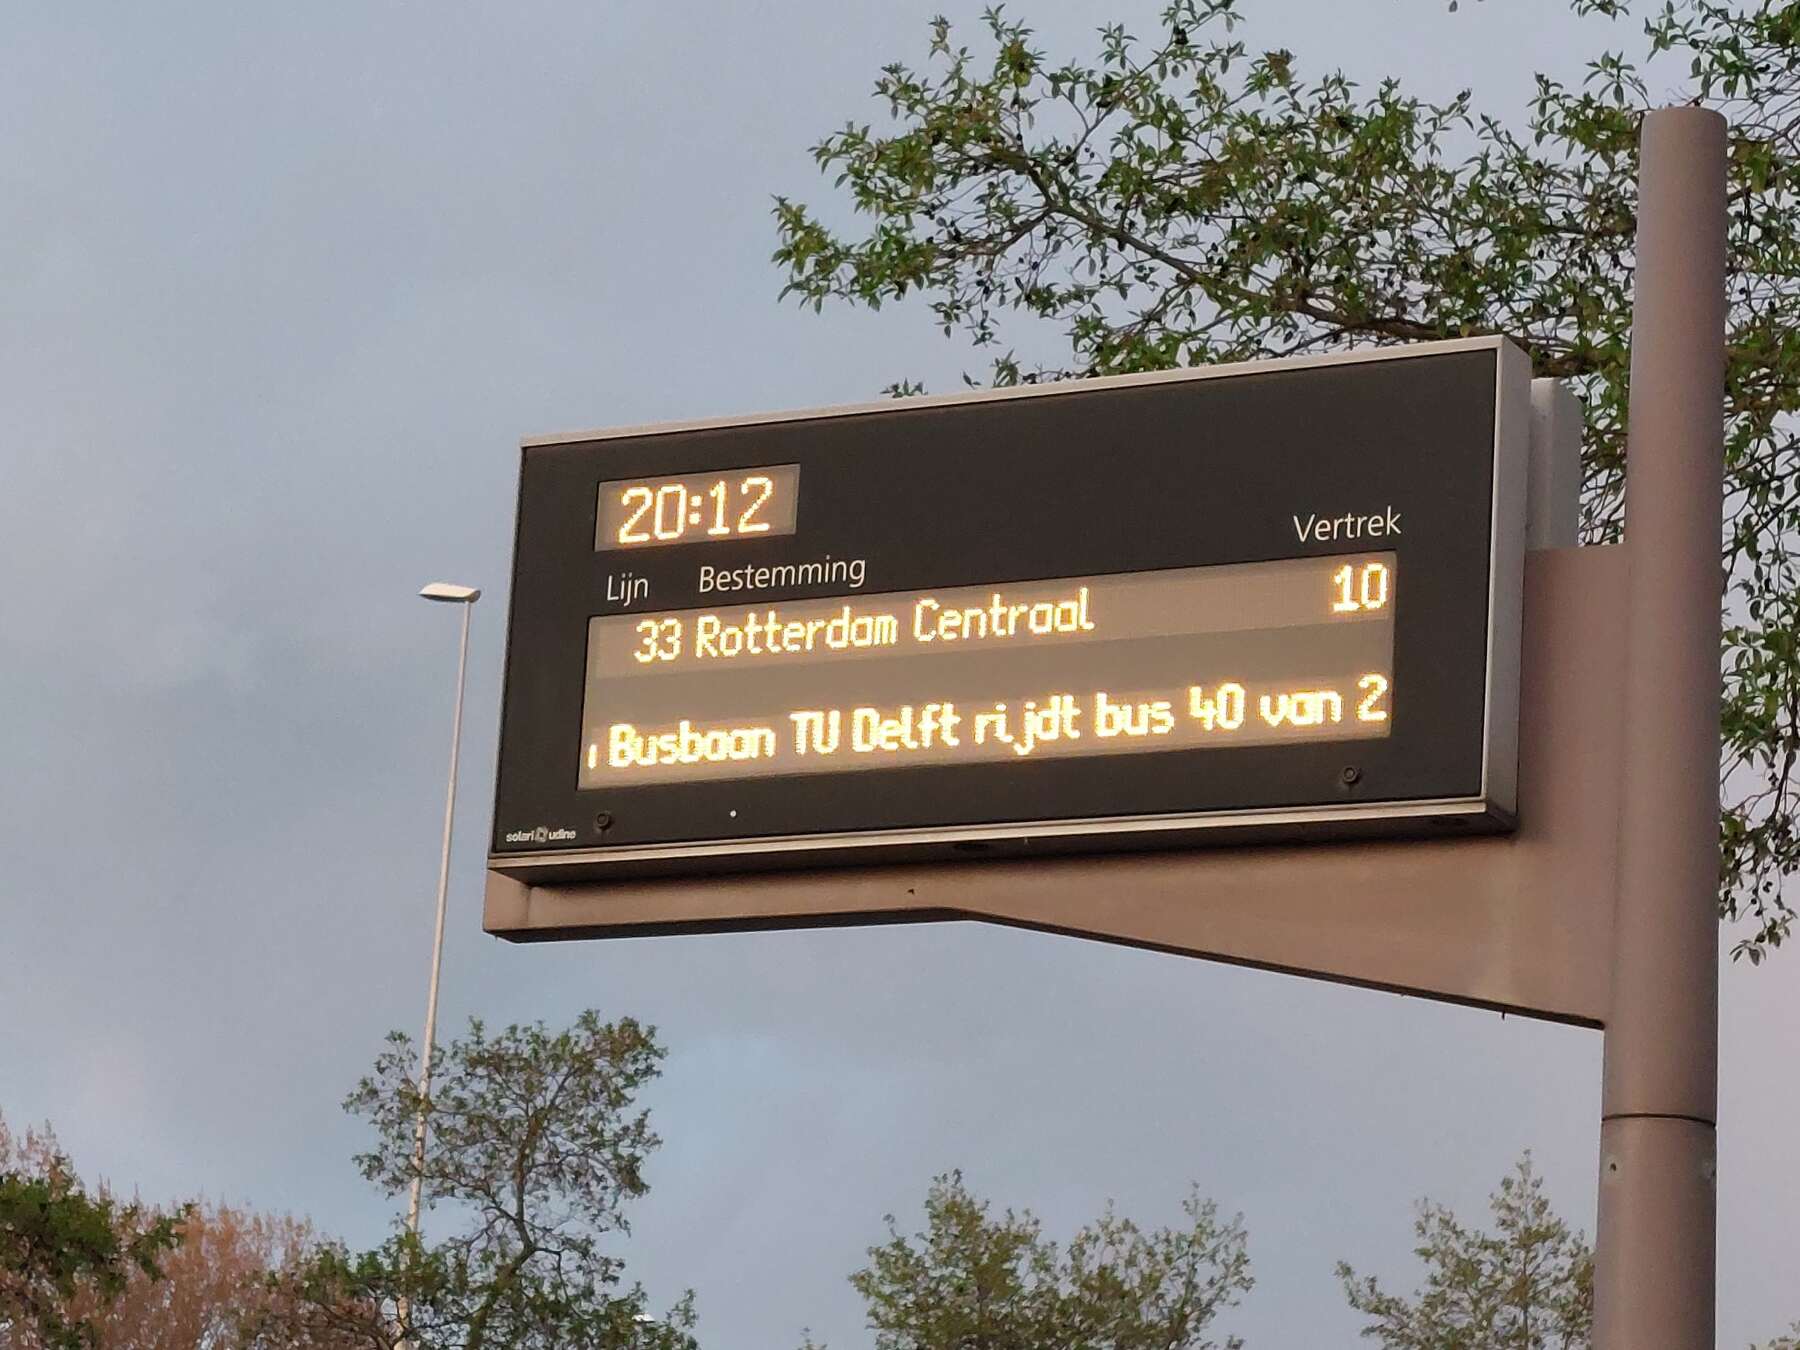 20:12
Vertrek
Lijn Bestemming
33 Rotterdam Centraal 10
Busbaan TU Delft rijdt bus 40 van 2
solari udine